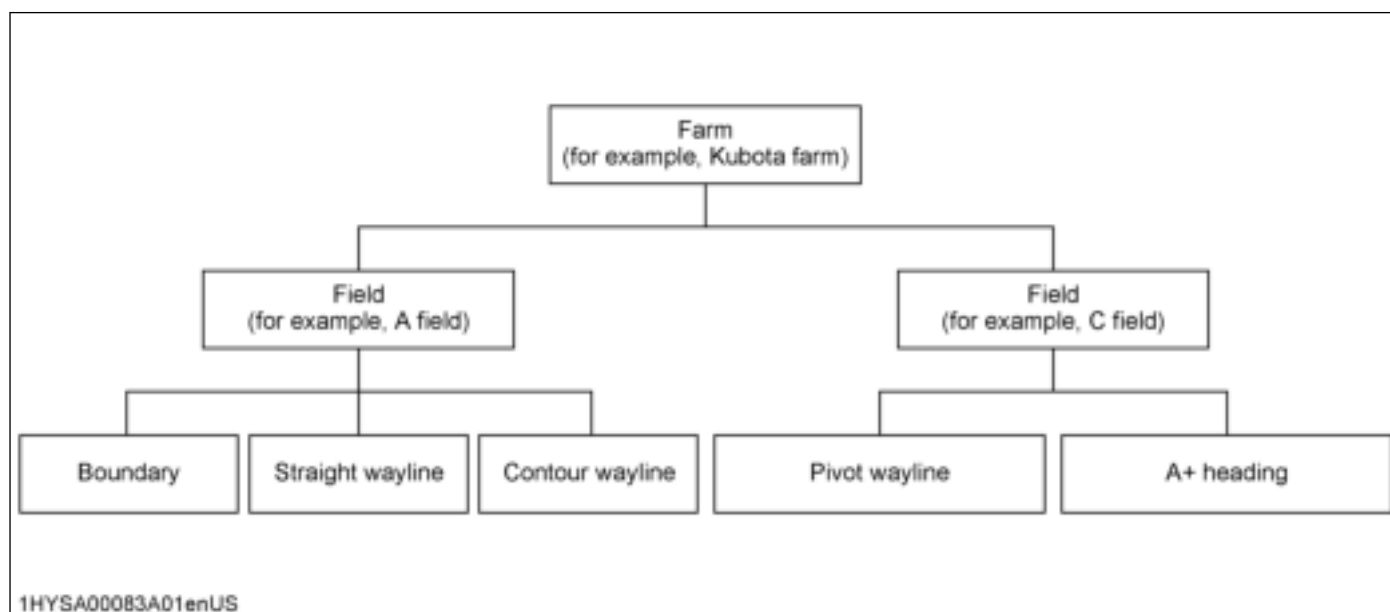 Farm
(for example, Kubota farm)
Field
(for example, A field)
Field
(for example, C field)
Boundary
Straight wayline
Contour wayline
Pivot wayline
A+ heading
1HYSA00083A01enUS